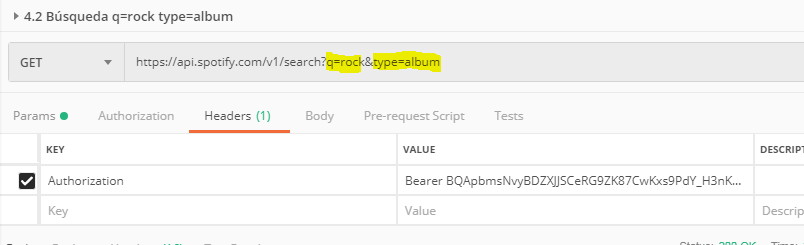 4.2 Búsqueda q=rock type=album
GET https://api.spotify.com/v1/search?q=rock&type=album
Params Authorization Headers (1) Body Pre-request Script Tests
KEY VALUE DESCRIPT
Authorization Bearer BQApbmsNvyBDZXJJSCeRG9ZK87CwKxs9PdY_H3nK...
Key Value Descrip